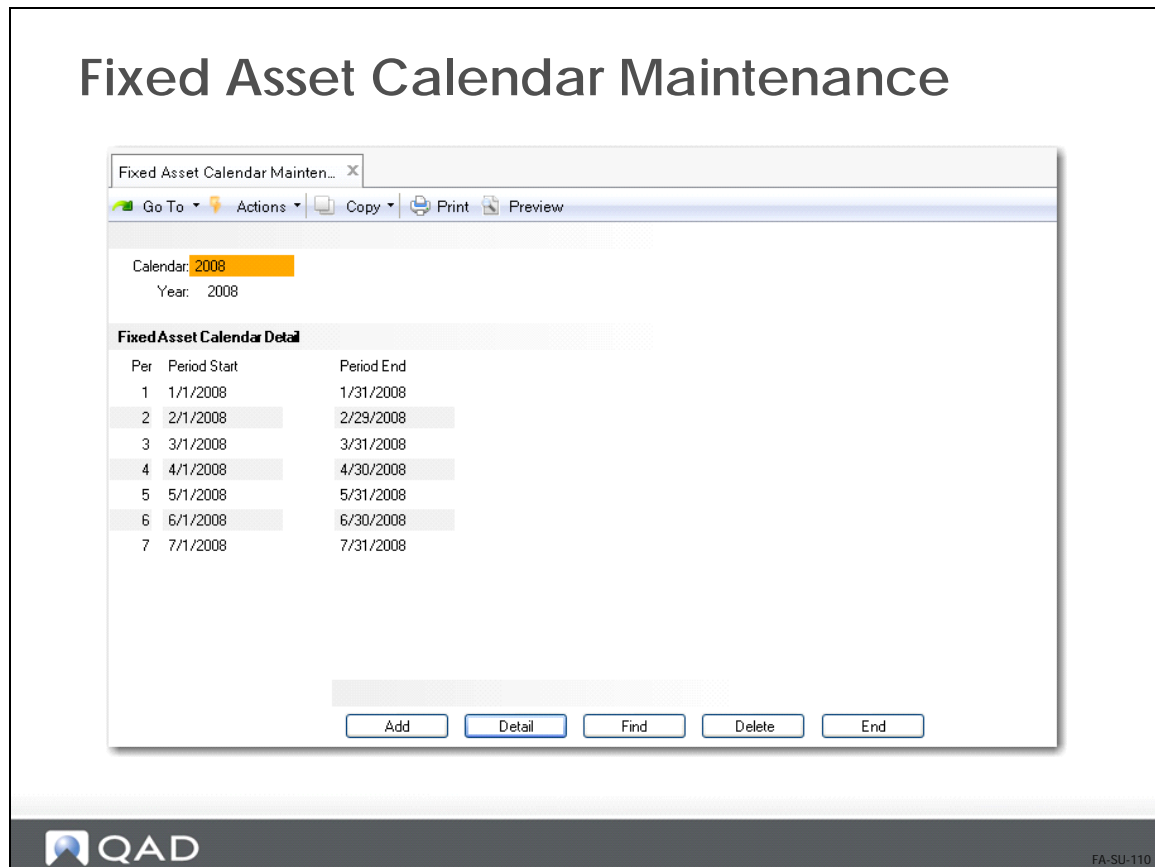 Fixed Asset Calendar Maintenance
Fixed Asset Calendar Mainten...
Go To Actions Copy Print Preview
Calendar: 2008
Year: 2008
Fixed Asset Calendar Detail
Per Period Start Period End
1 1/1/2008 1/31/2008
2 2/1/2008 2/29/2008
3 3/1/2008 3/31/2008
4 4/1/2008 4/30/2008
5 5/1/2008 5/31/2008
6 6/1/2008 6/30/2008
7 7/1/2008 7/31/2008
Add Detail Find Delete End
QAD
FA-SU-110